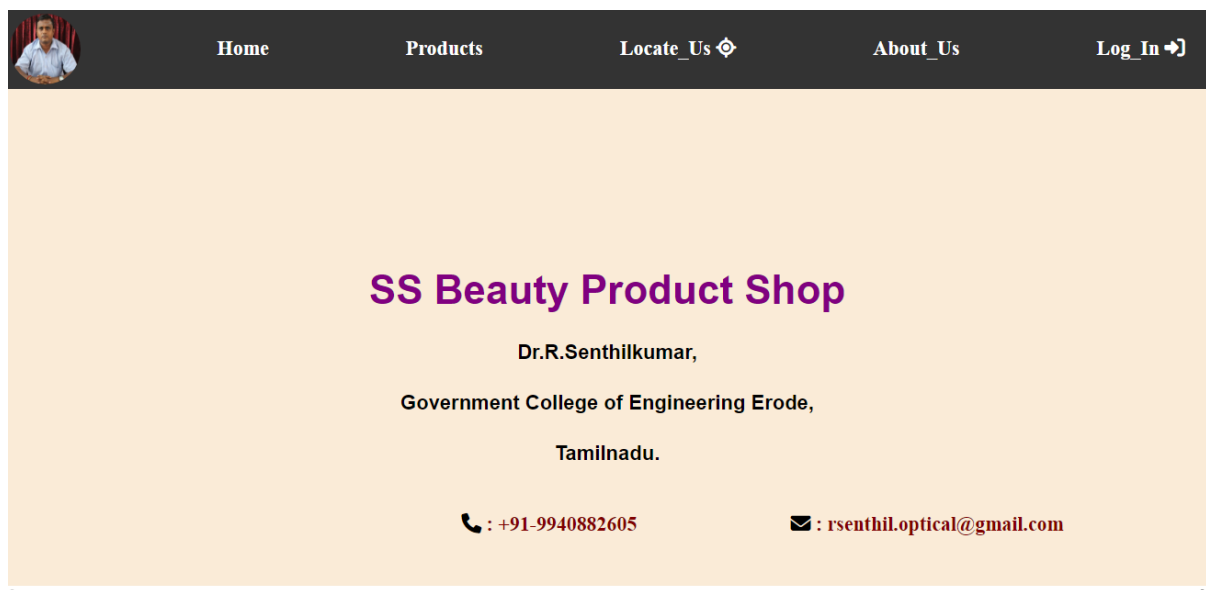 Home Products Locate_Us About_Us Log_In
SS Beauty Product Shop
Dr.R.Senthilkumar,
Government College of Engineering Erode,
Tamilnadu.
: +91-9940882605 : rsenthil.optical@gmail.com